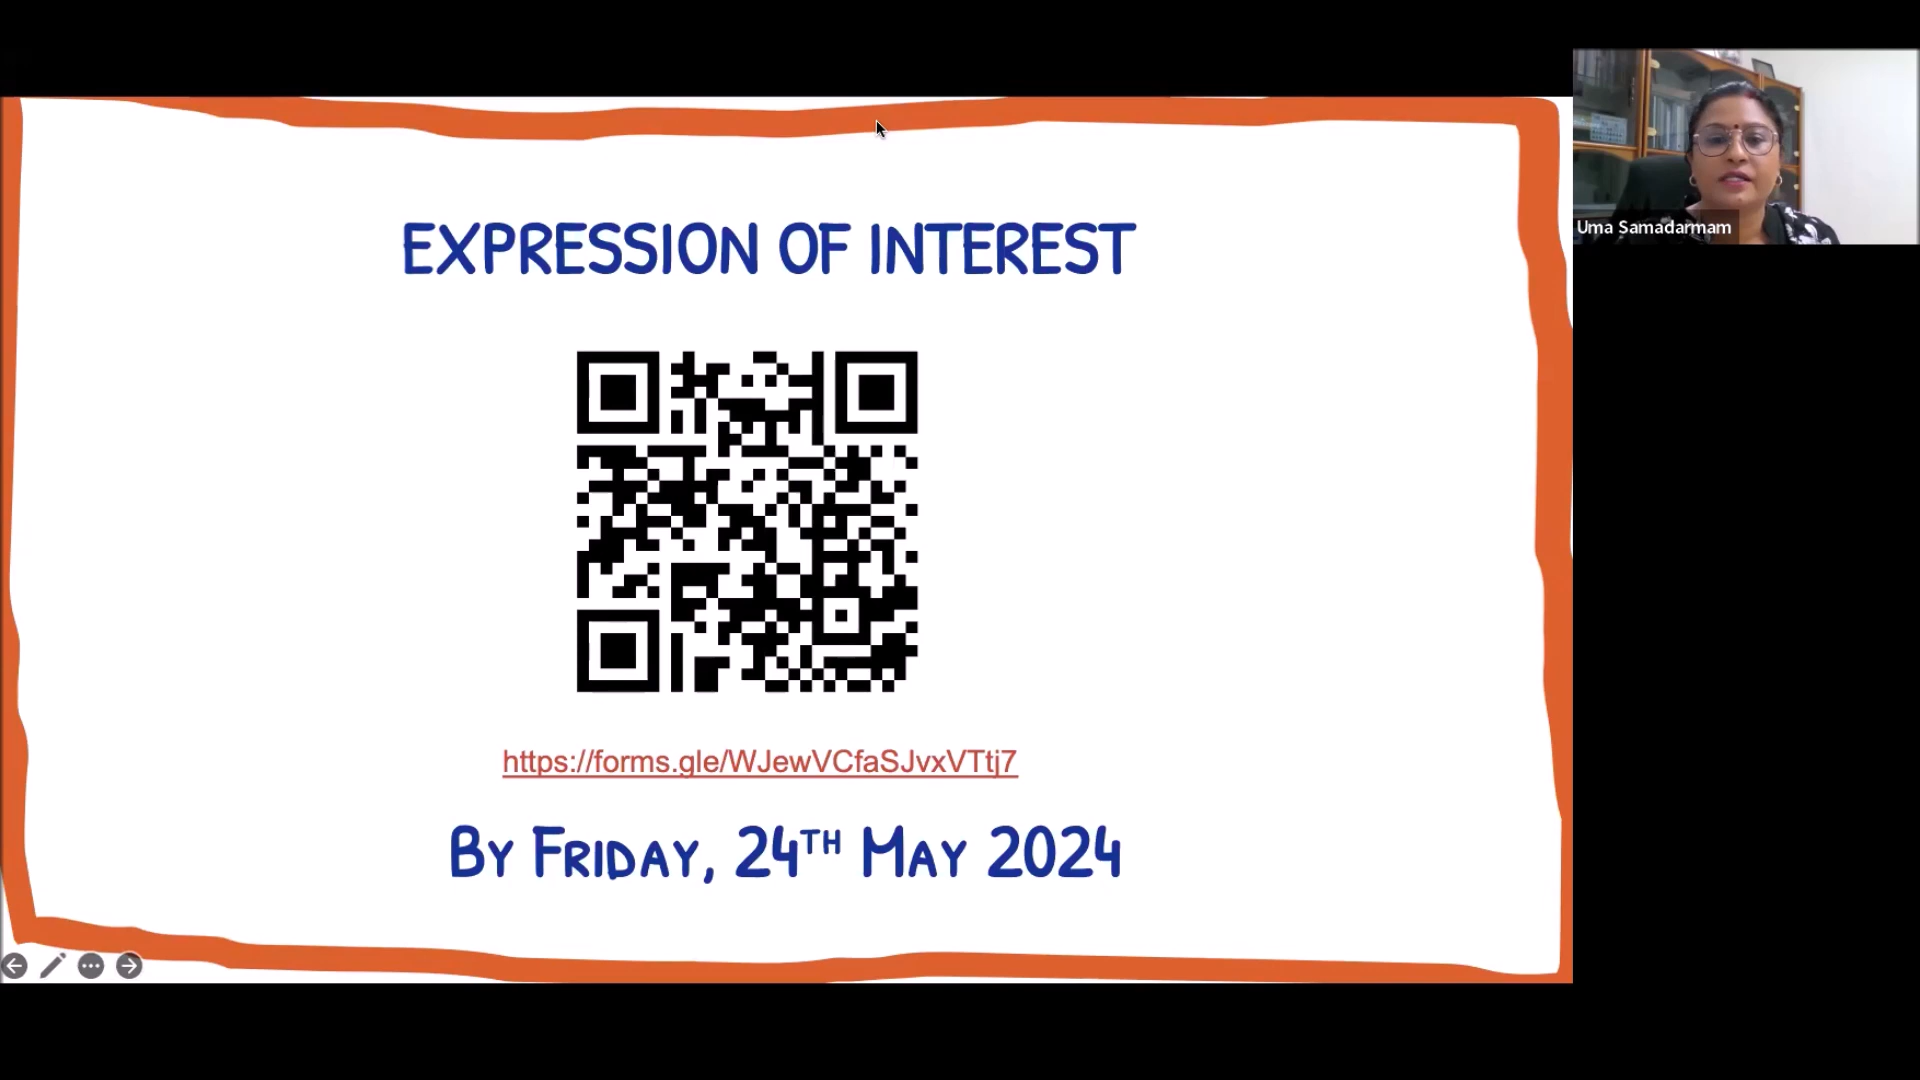 EXPRESSION OF INTEREST
Uma Samadarmam
https://forms.gle/WJewVCfaSJvxVTtj7
BY FRIDAY, 24TH MAY 2024